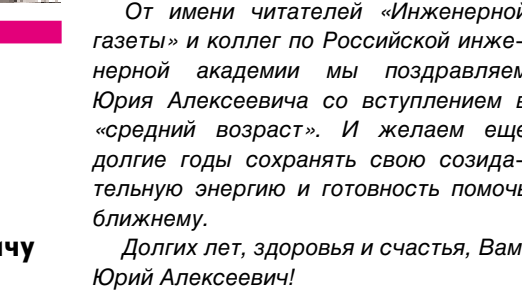 От имени читателей «Инженерной
газеты» и коллег по Российской инже-
нерной академии мы поздравляем
Юрия Алексеевича со вступлением в
«средний возраст». И желаем еще
долгие годы сохранять свою созида-
тельную энергию и готовность помочь
ближнему.
Долгих лет, здоровья и счастья, Вам
Юрий Алексеевич!